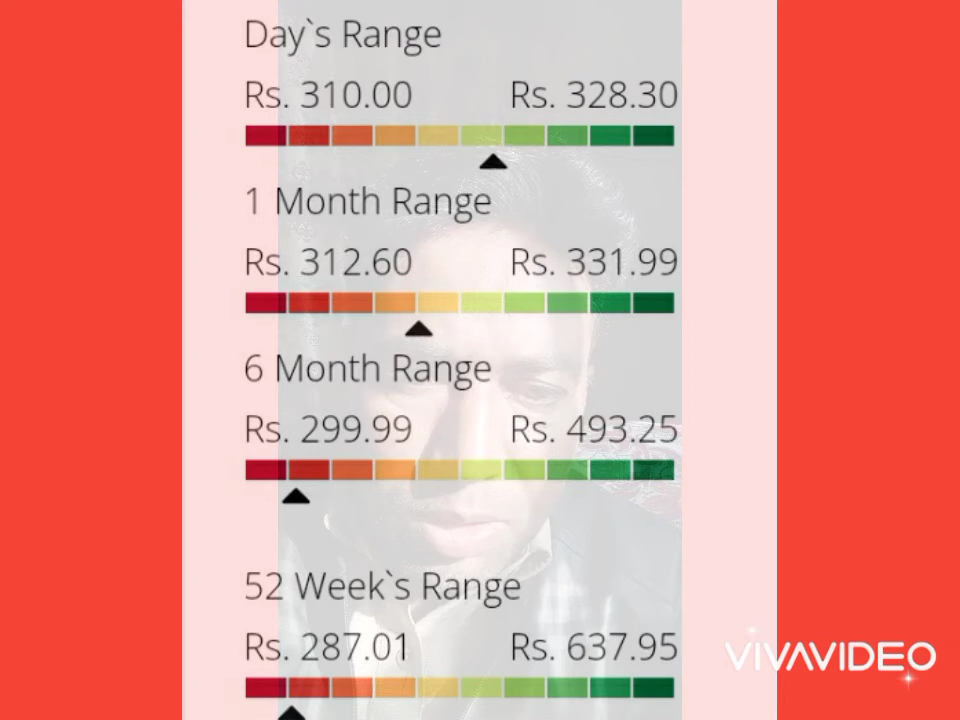 Day`s Range
Rs. 310.00 Rs. 328.30
1 Month Range
Rs. 312.60 Rs. 331.99
6 Month Range
Rs. 299.99 Rs. 493.25
52 Week`s Range
Rs. 287.01 Rs. 637.95
VIVAVIDEO